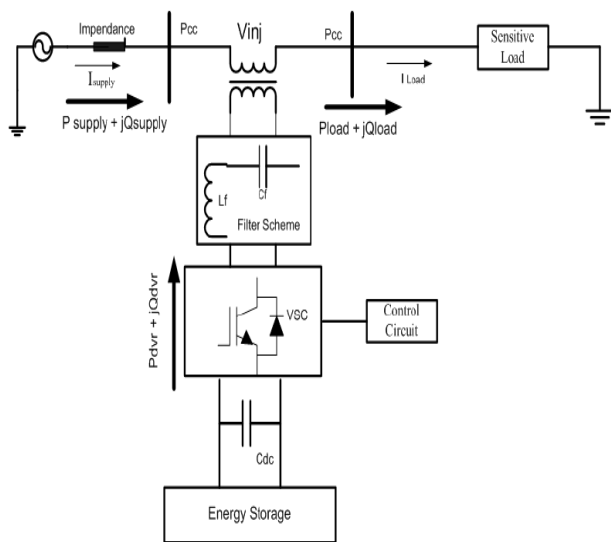 Impendance
Pcc
Vinj
Pcc
Sensitive
Load
Isupply
I Load
P supply + jQsupply
Pload + jQload
Lf
Cf
Filter Scheme
Pdvr + jQdvr
VSC
Control
Circuit
Cdc
Energy Storage